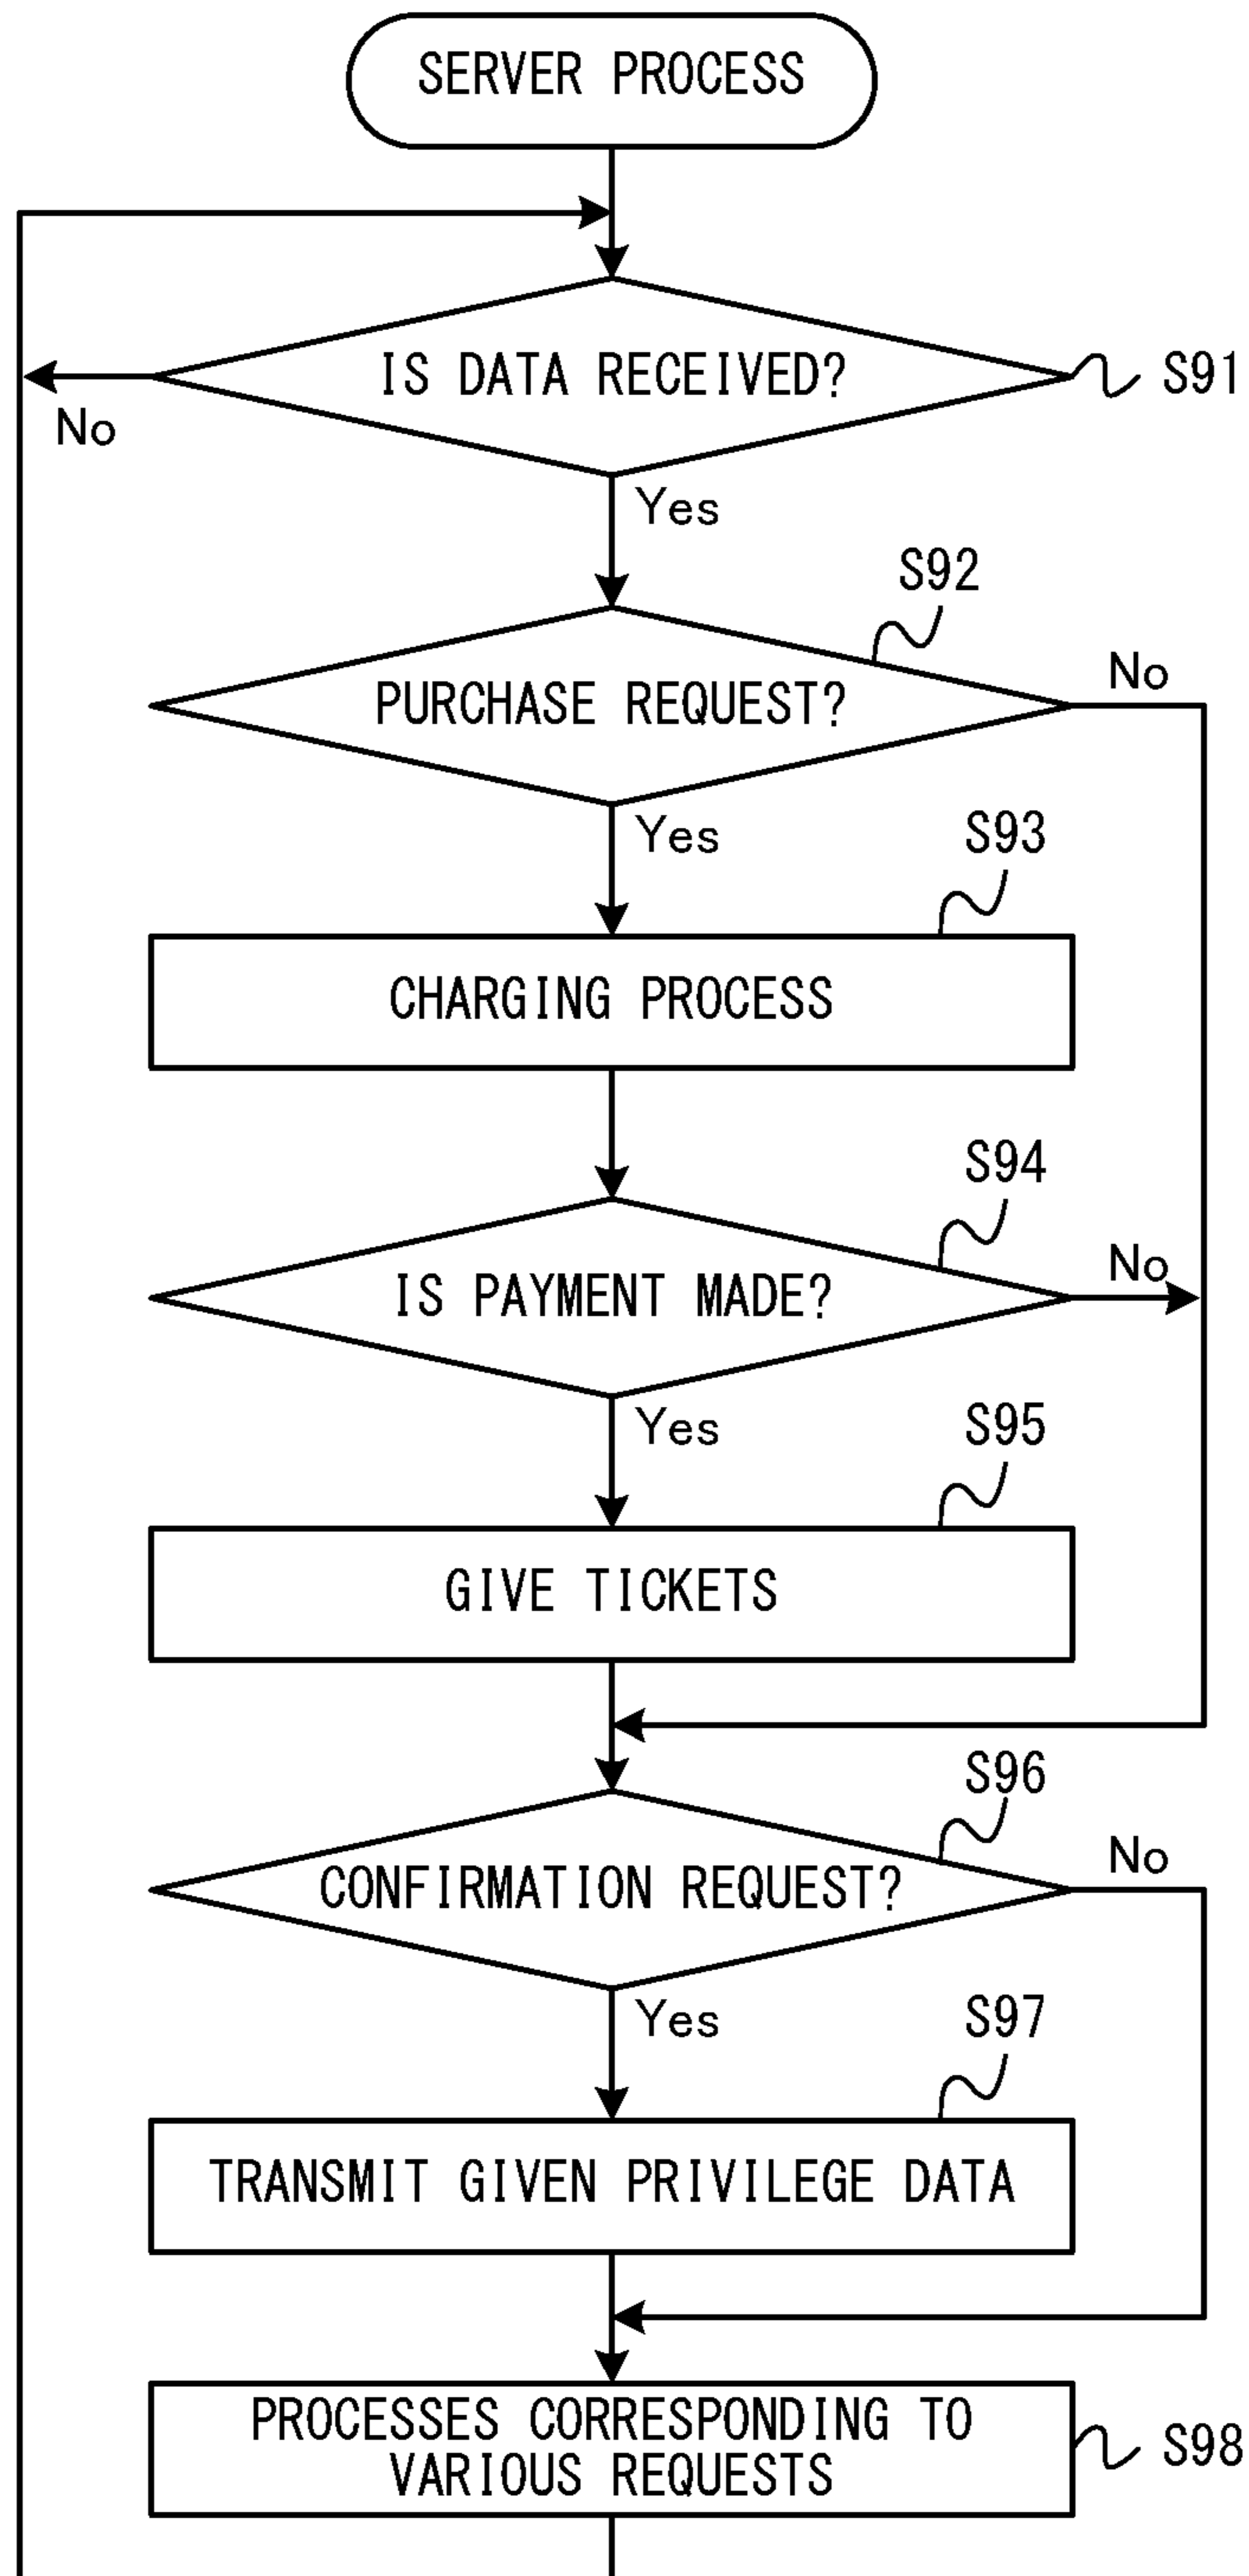 SERVER PROCESS
IS DATA RECEIVED?
S91
No
Yes
S92
PURCHASE REQUEST?
No
Yes
S93
CHARGING PROCESS
S94
IS PAYMENT MADE?
No
Yes
S95
GIVE TICKETS
S96
CONFIRMATION REQUEST?
No
Yes
S97
TRANSMIT GIVEN PRIVILEGE DATA
PROCESSES CORRESPONDING TO
VARIOUS REQUESTS
S98